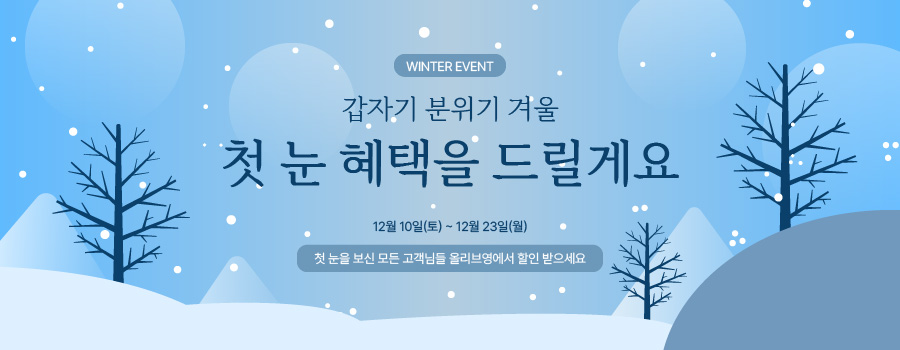 WINTER EVENT
갑자기 분위기 겨울
첫 눈 혜택을 드릴게요
12월 10일(토) ~ 12월 23일(월)
첫 눈을 보신 모든 고객님들 올리브영에서 할인 받으세요